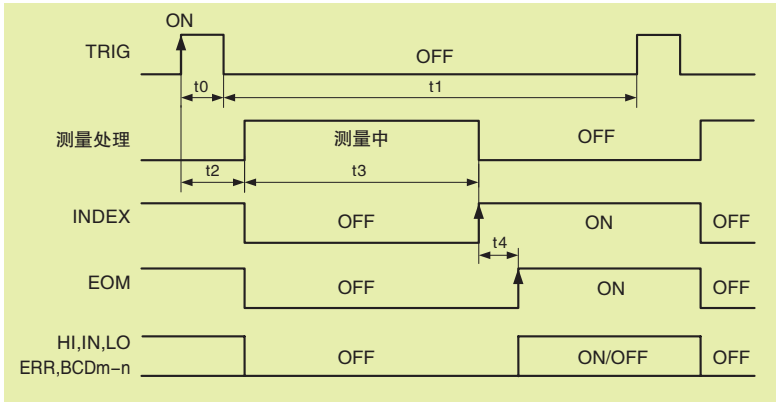 ON
TRIG
OFF
t0
t1
测量处理
测量中
OFF
t2
t3
INDEX
OFF
ON
OFF
t4
EOM
OFF
ON
OFF
HI,IN,LO
ERR,BCDm-n
OFF
ON/OFF
OFF